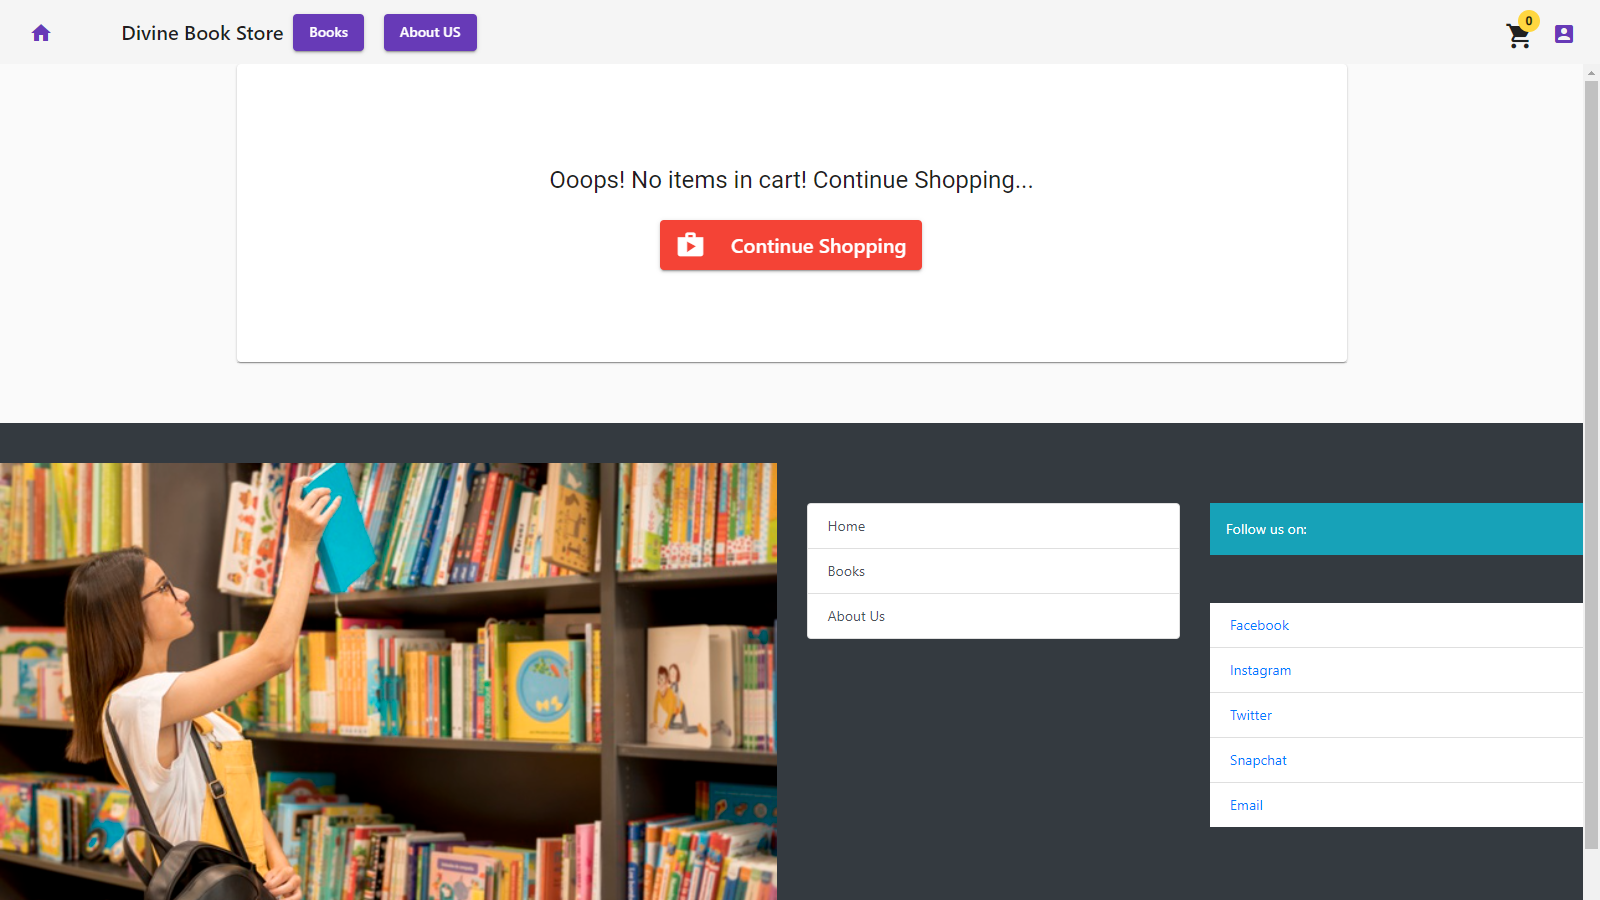 Divine Book Store Books About US 0
Ooops! No items in cart! Continue Shopping...
Continue Shopping
Home
Books
About Us
Follow us on:
Facebook
Instagram
Twitter
Snapchat
Email